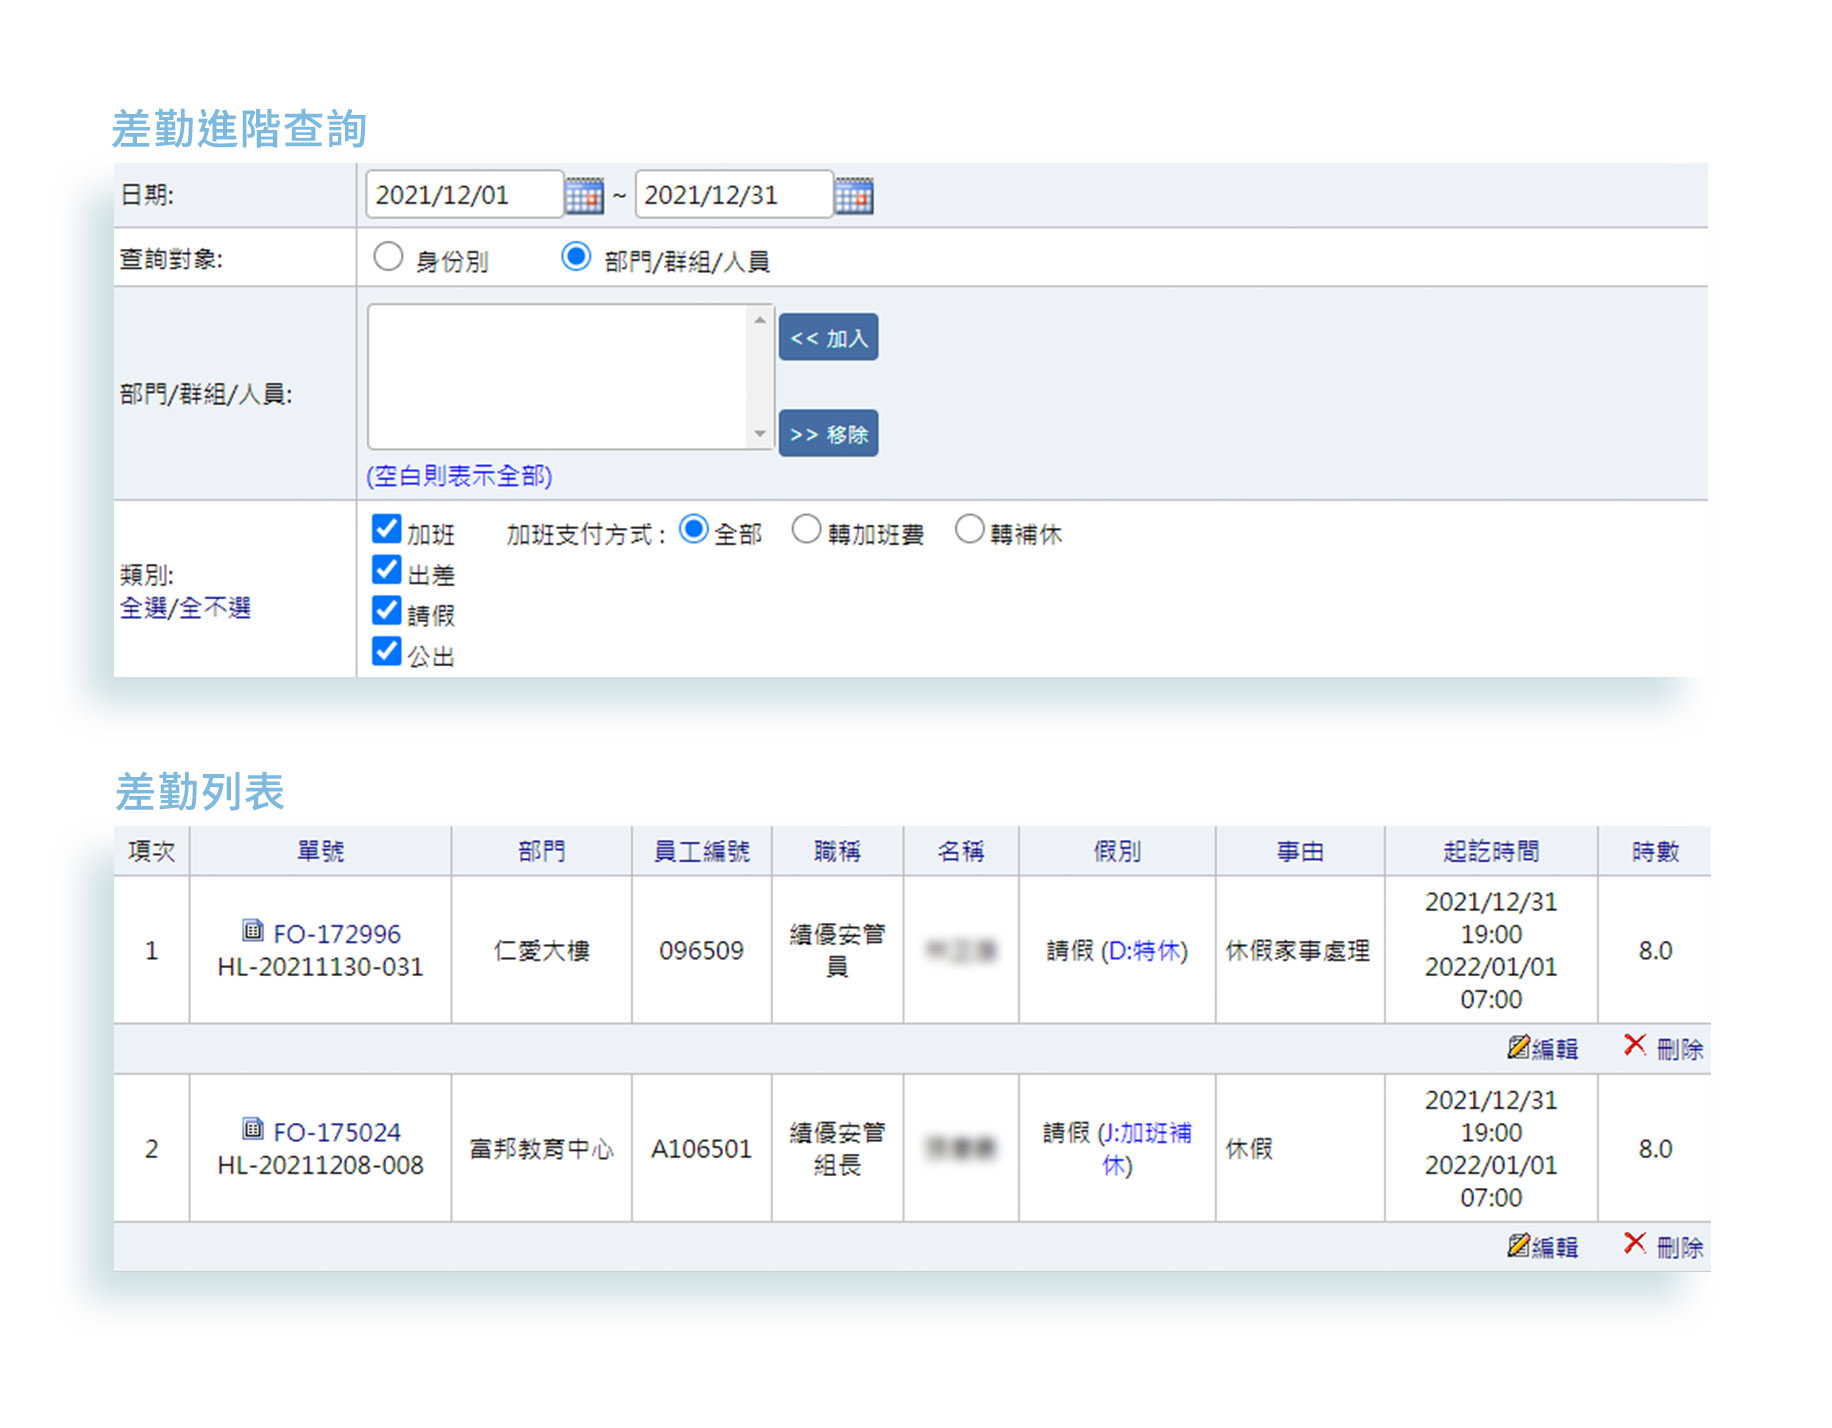 差勤進階查詢
日期: 2021/12/01 ~ 2021/12/31
查詢對象: 身份別 部門/群組/人員
部門/群組/人員:
<< 加入
>> 移除
(空白則表示全部)
類別:
全選/全不選
加班 加班支付方式 : 全部 轉加班費 轉補休
出差
請假
公出
差勤列表
項次 單號 部門 員工編號 職稱 名稱 假別 事由 起訖時間 時數
1
FO-172996
HL-20211130-031
仁愛大樓
096509
績優安管
員
請假 (D:特休)
休假家事處理
2021/12/31
19:00
2022/01/01
07:00
8.0
編輯 刪除
2
FO-175024
HL-20211208-008
富邦教育中心
A106501
績優安管
組長
請假 (J:加班補
休)
休假
2021/12/31
19:00
2022/01/01
07:00
8.0
編輯 刪除